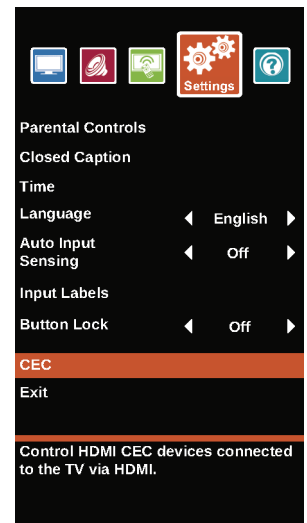 Settings
Parental Controls
Closed Caption
Time
Language English
Auto Input
Sensing Off
Input Labels
Button Lock Off
CEC
Exit
Control HDMI CEC devices connected
to the TV via HDMI.